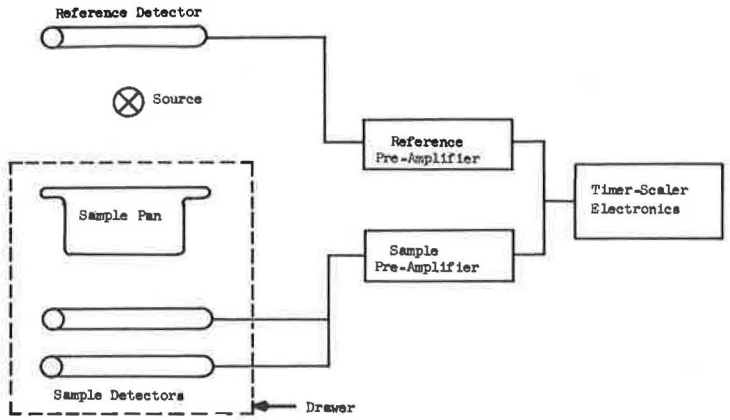 Reference Detector
Source
Reference
Pre-Amplifier
Timer-Scaler
Electronics
Sample Pan
Sample
Pre-Amplifier
Sample Detectors
Drawer